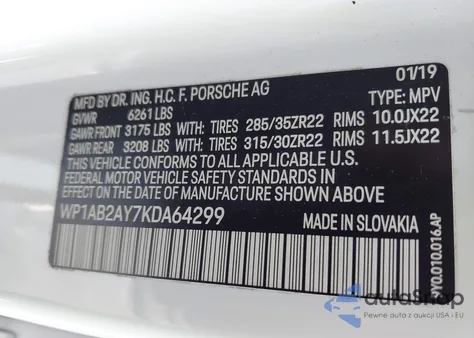 MFD BY DR. ING. H.C. F. PORSCHE AG 01/19
GVWR 6261 LBS TYPE: MPV
GAWR FRONT 3175 LBS WITH: TIRES 285/35ZR22 RIMS 10.0JX22
GAWR REAR 3208 LBS WITH: TIRES 315/30ZR22 RIMS 11.5JX22
THIS VEHICLE CONFORMS TO ALL APPLICABLE U.S.
FEDERAL MOTOR VEHICLE SAFETY STANDARDS IN
EFFECT ON THE DATE OF MANUFACTURE SHOWN ABOVE.
WP1AB2AY7KDA64299 MADE IN SLOVAKIA
9Y0.010.016.AP
autaShop
Pewne auta z aukcji USA i EU